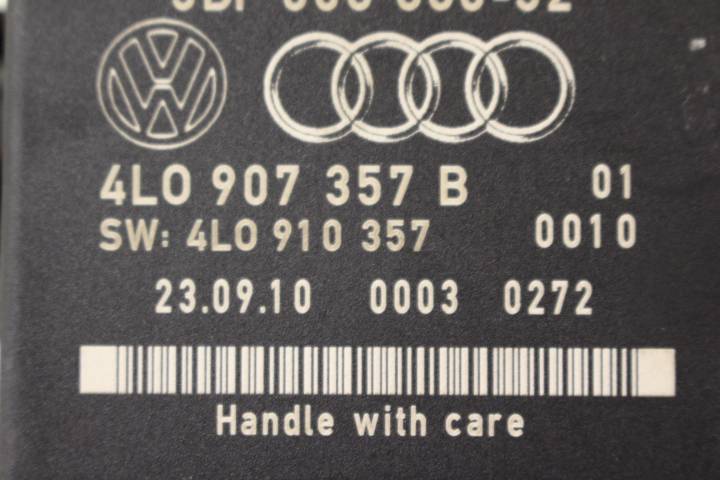 4L0 907 357 B 01
SW: 4L0 910 357 0010
23.09.10 0003 0272
Handle with care